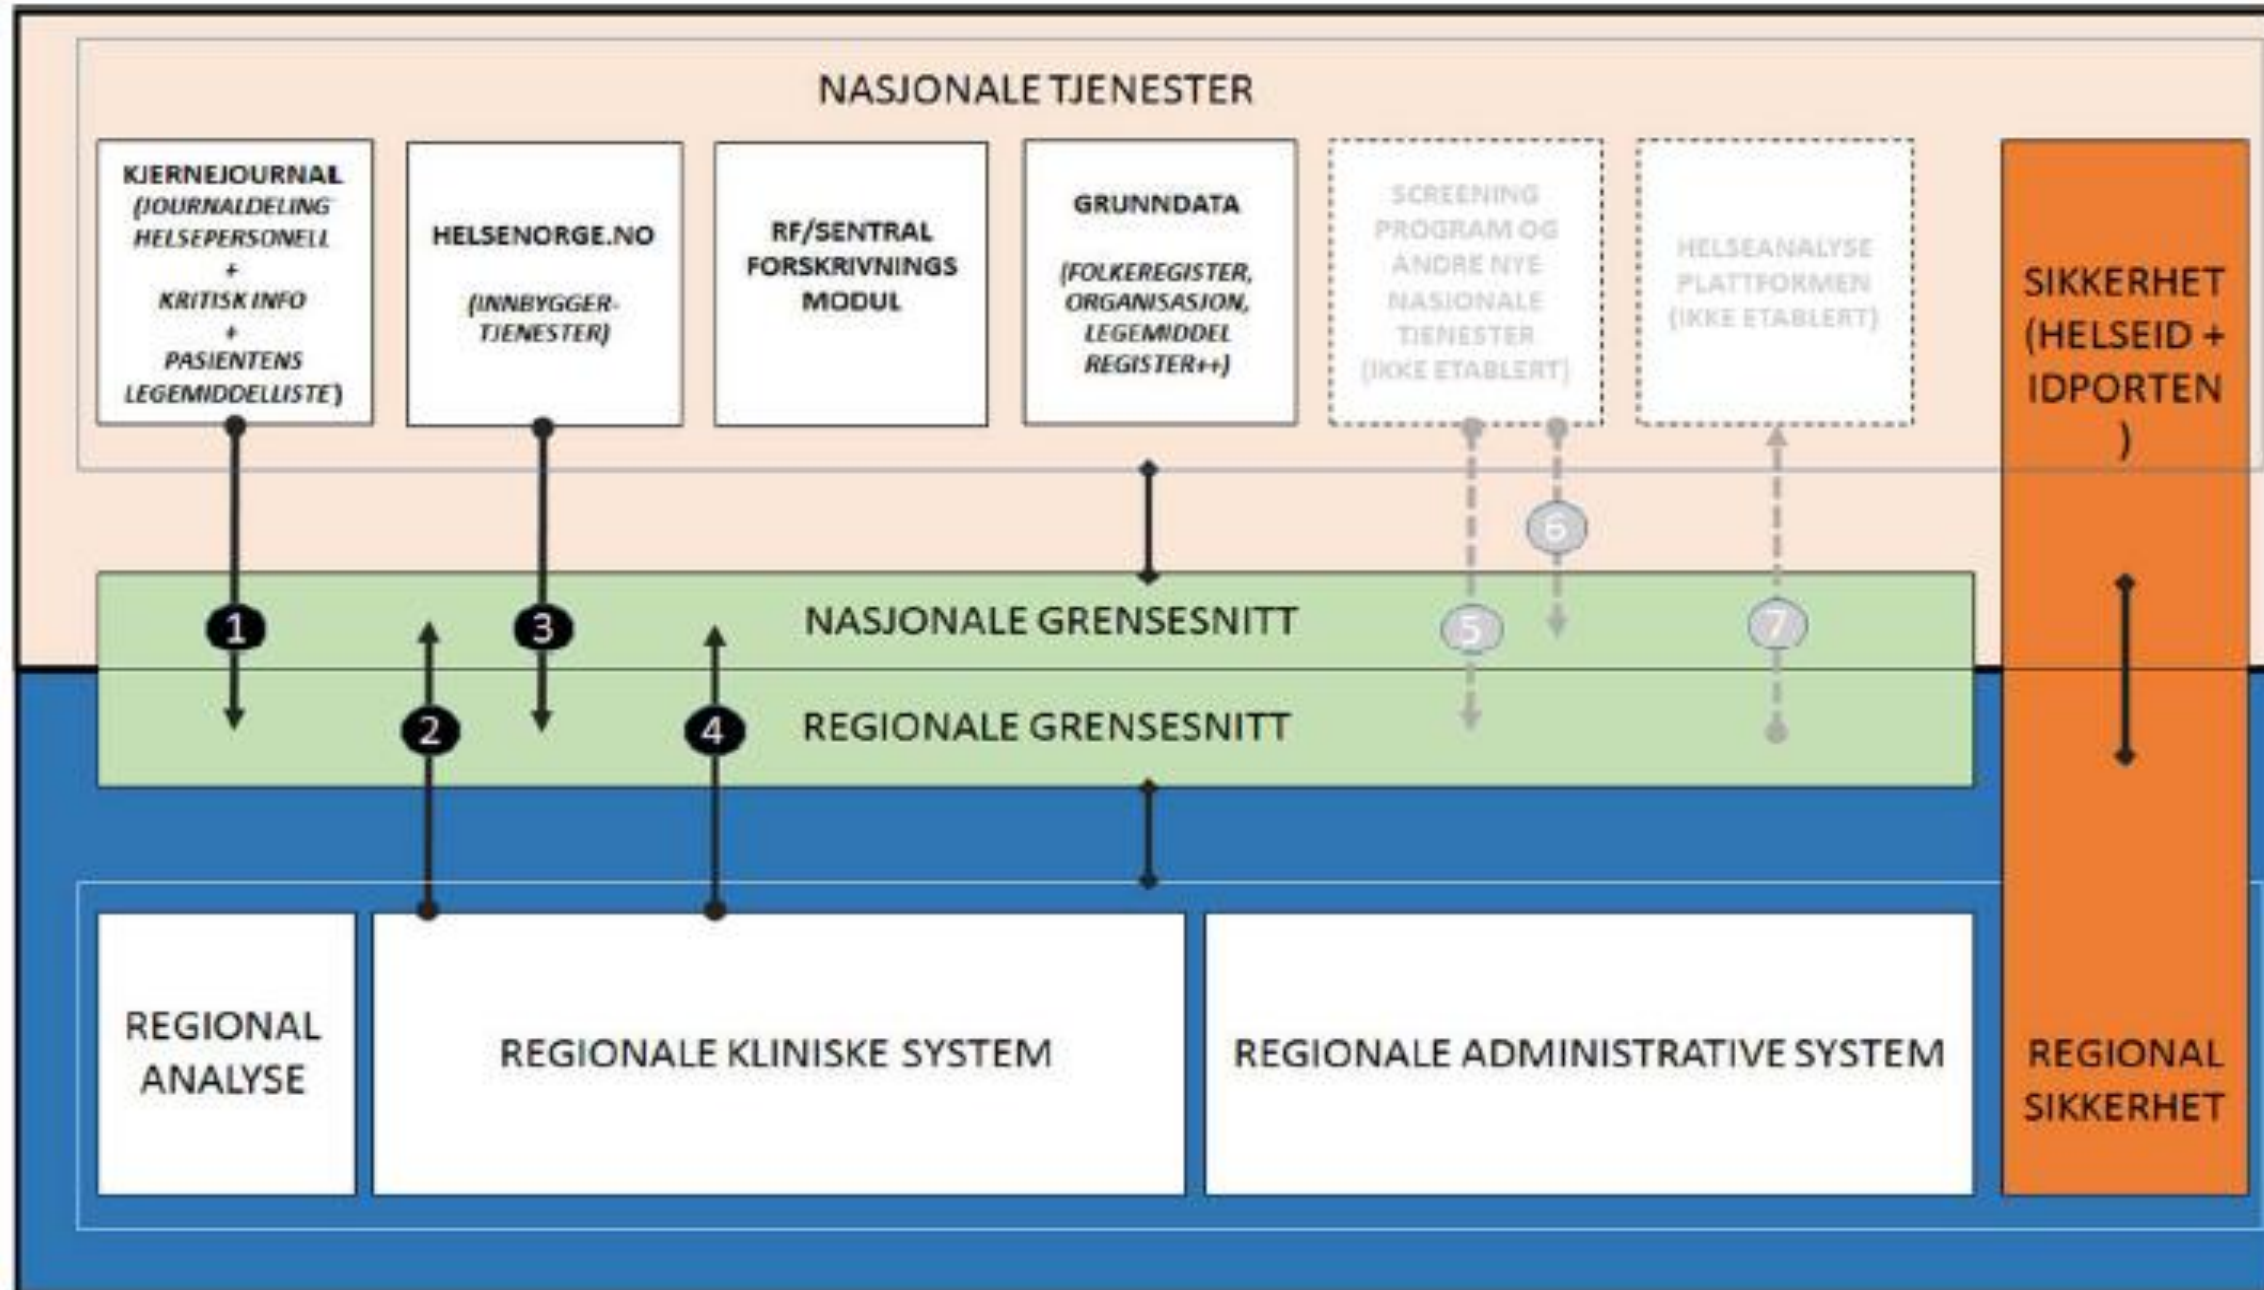 NASJONALE TJENESTER
KJERNEJOURNAL
(JOURNALDELING
HELSEPERSONELL
+
KRITISK INFO
+
PASIENTENS
LEGEMIDDELLISTE)
HELSENORGE.NO
(INNBYGGER-
TJENESTER)
RF/SENTRAL
FORSKRIVNINGS
MODUL
GRUNNDATA
(FOLKEREGISTER,
ORGANISASJON,
LEGEMIDDEL
REGISTER++)
SCREENING
PROGRAM OG
ANDRE NYE
NASJONALE
TJENESTER
(IKKE ETABLERT)
HELSEANALYSE
PLATTFORMEN
(IKKE ETABLERT)
SIKKERHET
(HELSEID +
IDPORTEN
)
6
1
3
NASJONALE GRENSESNITT
5
7
2
4
REGIONALE GRENSESNITT
REGIONAL
ANALYSE
REGIONALE KLINISKE SYSTEM
REGIONALE ADMINISTRATIVE SYSTEM
REGIONAL
SIKKERHET